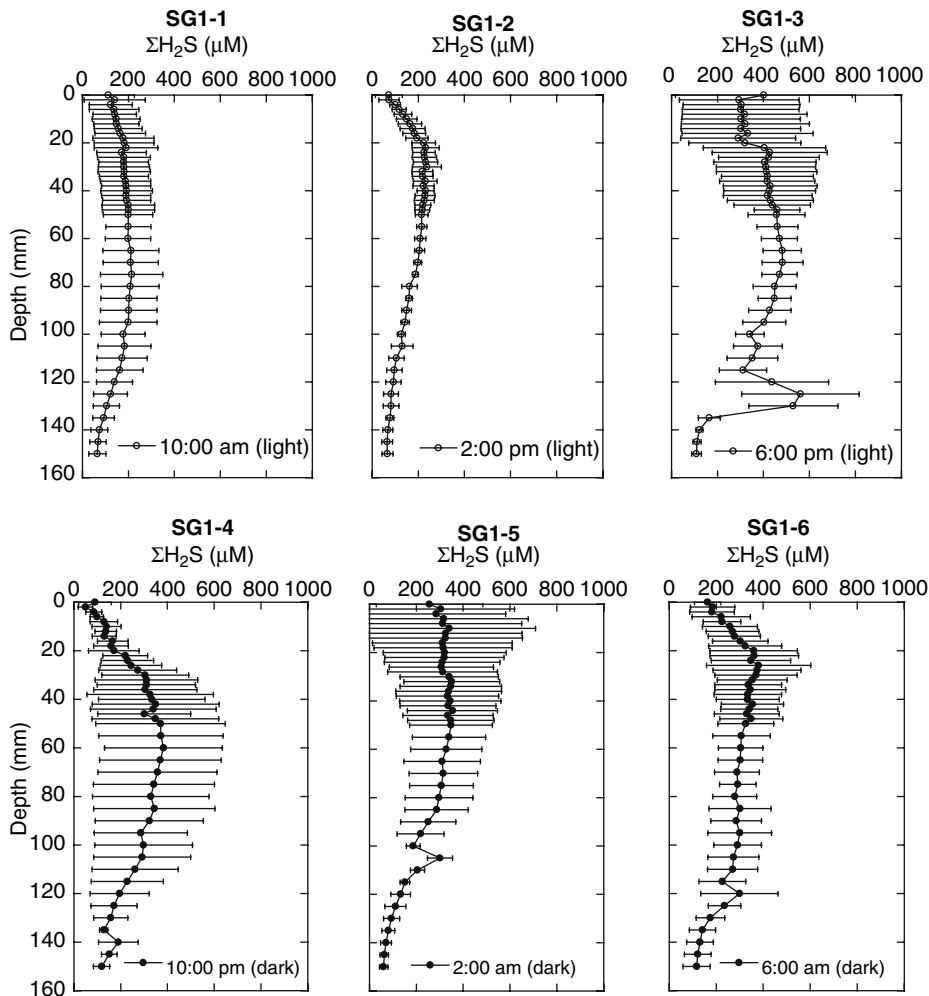 SG1-1
ΣH₂S (μM)
0 200 400 600 800 1000
SG1-2
ΣH₂S (μM)
0 200 400 600 800 1000
SG1-3
ΣH₂S (μM)
0 200 400 600 800 1000
Depth (mm)
0
20
40
60
80
100
120
140
160
10:00 am (light)
2:00 pm (light)
6:00 pm (light)
SG1-4
ΣH₂S (μM)
0 200 400 600 800 1000
SG1-5
ΣH₂S (μM)
0 200 400 600 800 1000
SG1-6
ΣH₂S (μM)
0 200 400 600 800 1000
Depth (mm)
0
20
40
60
80
100
120
140
160
10:00 pm (dark)
2:00 am (dark)
6:00 am (dark)